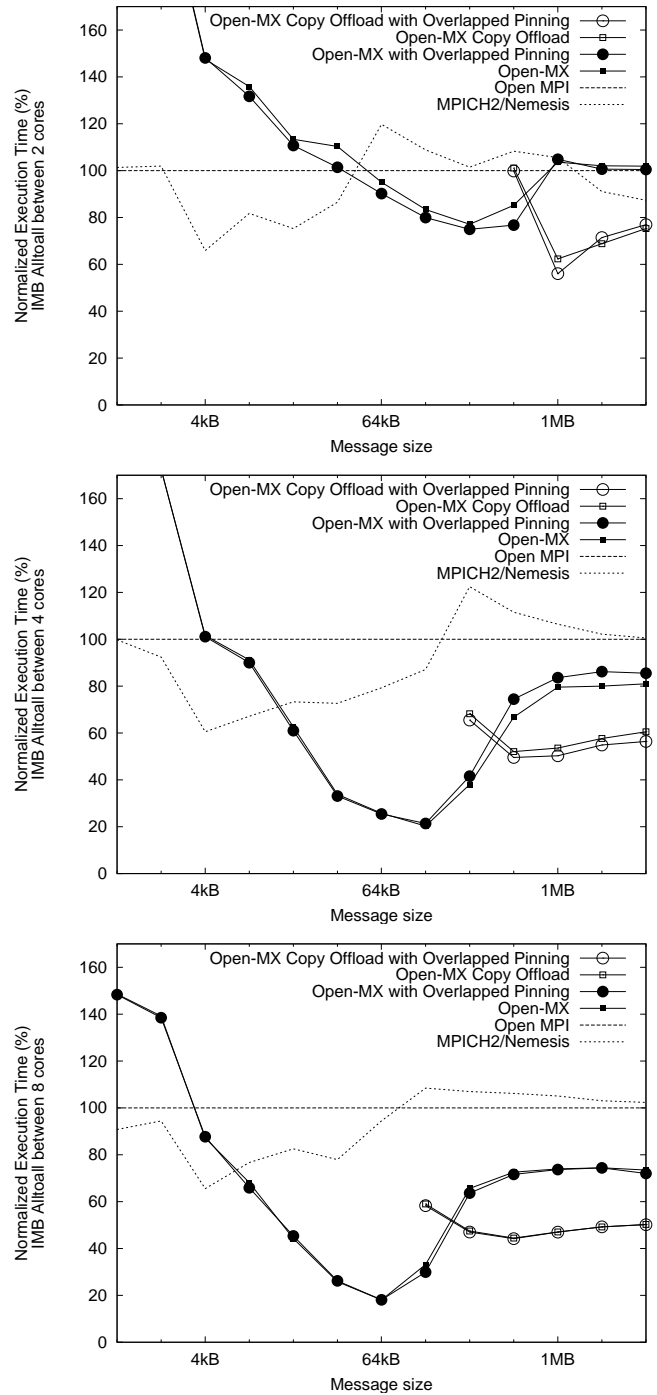 Normalized Execution Time (%)
IMB Alltoall between 2 cores
170
160
140
120
100
80
60
40
20
0
Open-MX Copy Offload with Overlapped Pinning
Open-MX Copy Offload
Open-MX with Overlapped Pinning
Open-MX
Open MPI
MPICH2/Nemesis
4kB 64kB 1MB
Message size
Normalized Execution Time (%)
IMB Alltoall between 4 cores
160
140
120
100
80
60
40
20
0
Open-MX Copy Offload with Overlapped Pinning
Open-MX Copy Offload
Open-MX with Overlapped Pinning
Open-MX
Open MPI
MPICH2/Nemesis
4kB 64kB 1MB
Message size
Normalized Execution Time (%)
IMB Alltoall between 8 cores
160
140
120
100
80
60
40
20
0
Open-MX Copy Offload with Overlapped Pinning
Open-MX Copy Offload
Open-MX with Overlapped Pinning
Open-MX
Open MPI
MPICH2/Nemesis
4kB 64kB 1MB
Message size